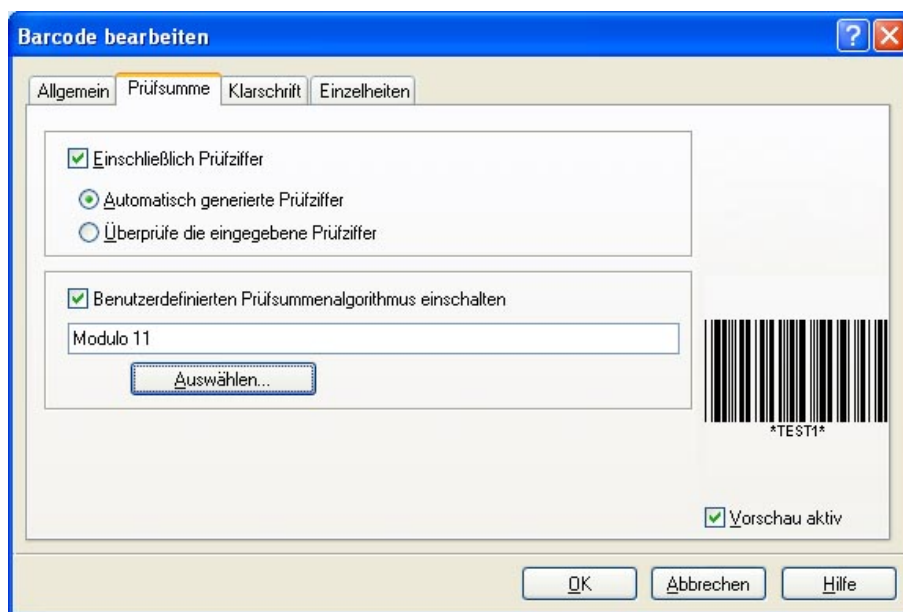 Barcode bearbeiten
Allgemein Prüfsumme Klarschrift Einzelheiten
Einschließlich Prüfziffer
Automatisch generierte Prüfziffer
Überprüfe die eingegebene Prüfziffer
Benutzerdefinierten Prüfsummenalgorithmus einschalten
Modulo 11
Auswählen...
*TEST1*
Vorschau aktiv
OK Abbrechen Hilfe